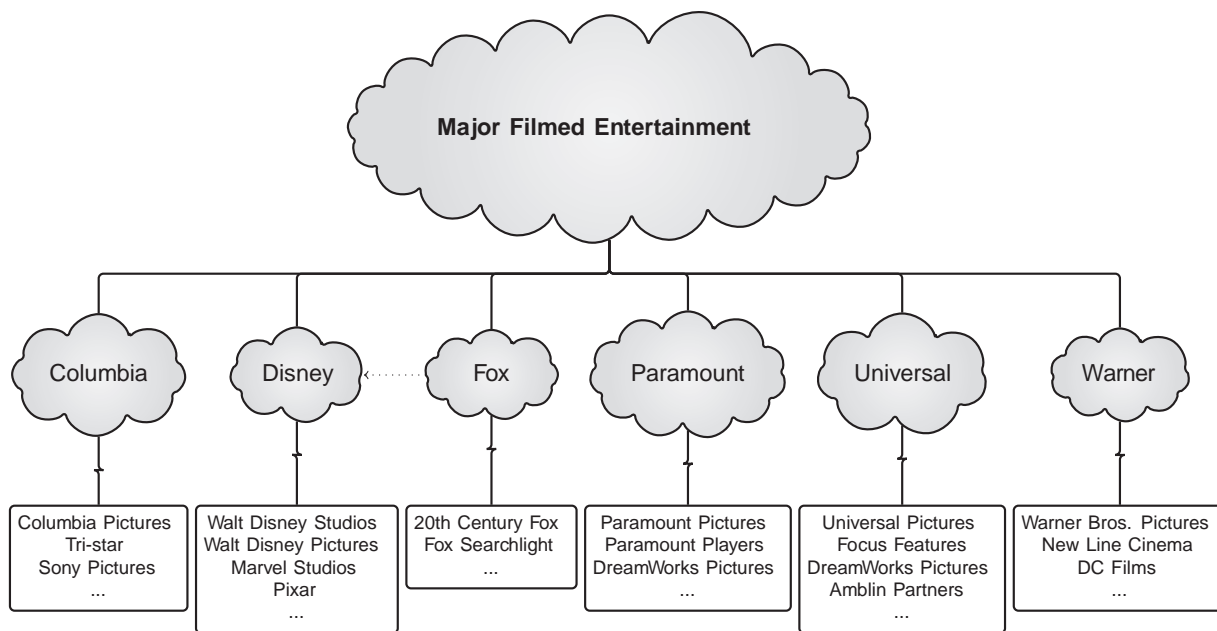 Major Filmed Entertainment
Columbia
Disney
Fox
Paramount
Universal
Warner
Columbia Pictures
Tri-star
Sony Pictures
...
Walt Disney Studios
Walt Disney Pictures
Marvel Studios
Pixar
...
20th Century Fox
Fox Searchlight
...
Paramount Pictures
Paramount Players
DreamWorks Pictures
...
Universal Pictures
Focus Features
DreamWorks Pictures
Amblin Partners
...
Warner Bros. Pictures
New Line Cinema
DC Films
...